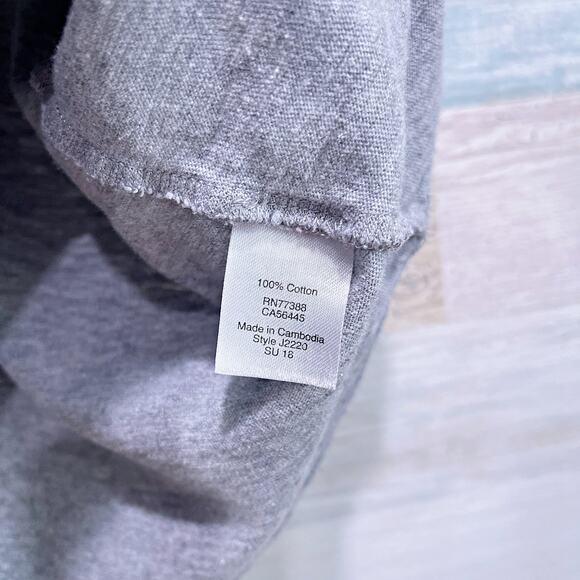 100% Cotton
RN77388
CA56445
Made in Cambodia
Style J2220
SU 18